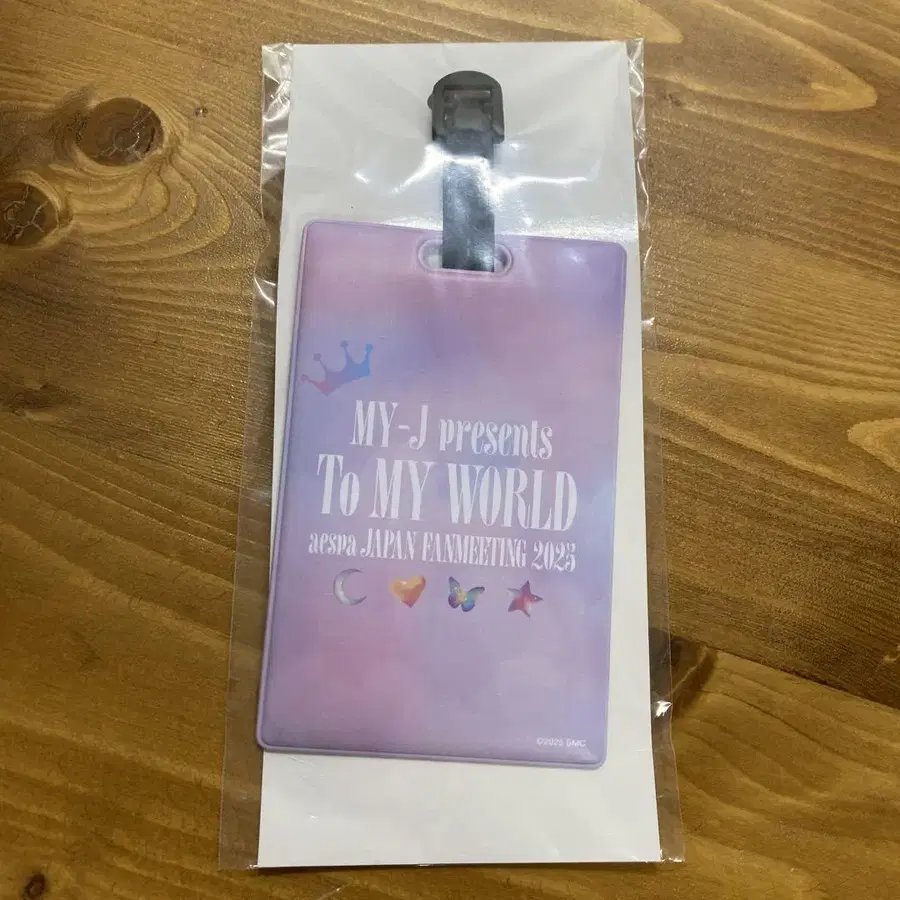 MY-J presents
To MY WORLD
aespa JAPAN FANMEETING 2025
©2025 SMC